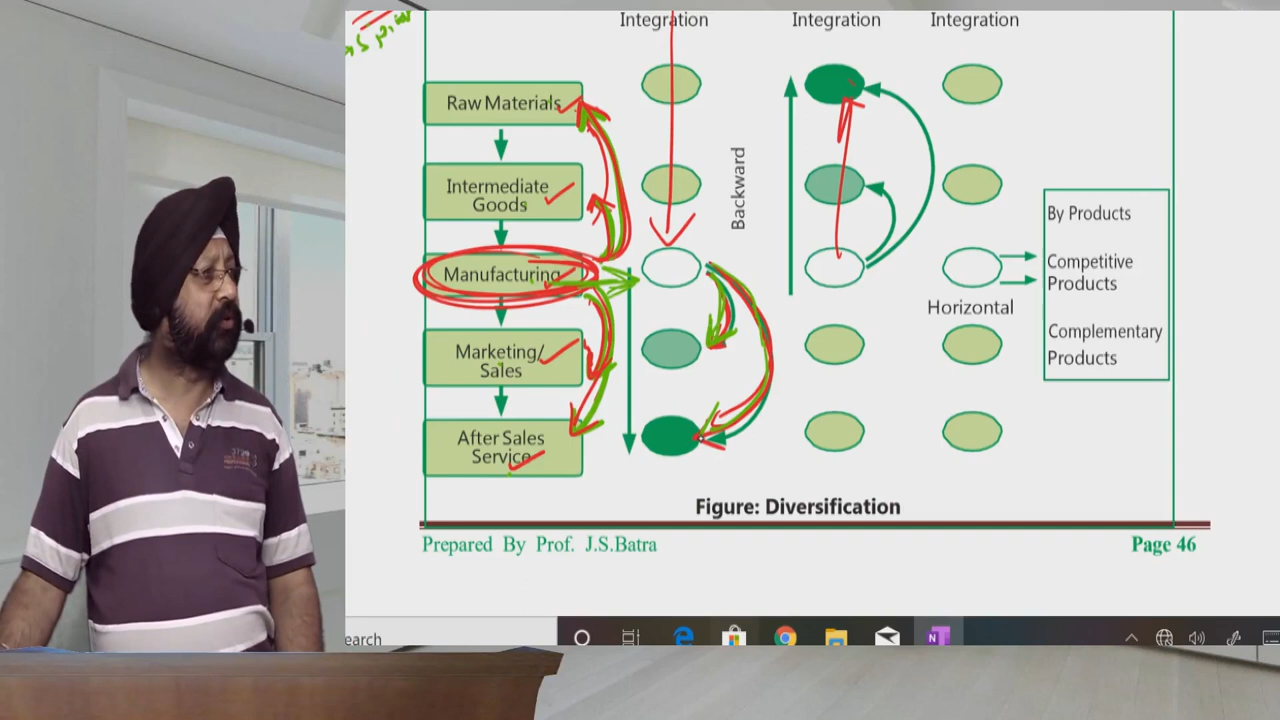 Integration Integration Integration
Raw Materials
Intermediate
Goods
Manufacturing
Marketing/
Sales
After Sales
Service
Backward
Horizontal
By Products
Competitive
Products
Complementary
Products
Figure: Diversification
Prepared By Prof. J.S.Batra
Page 46
earch
N